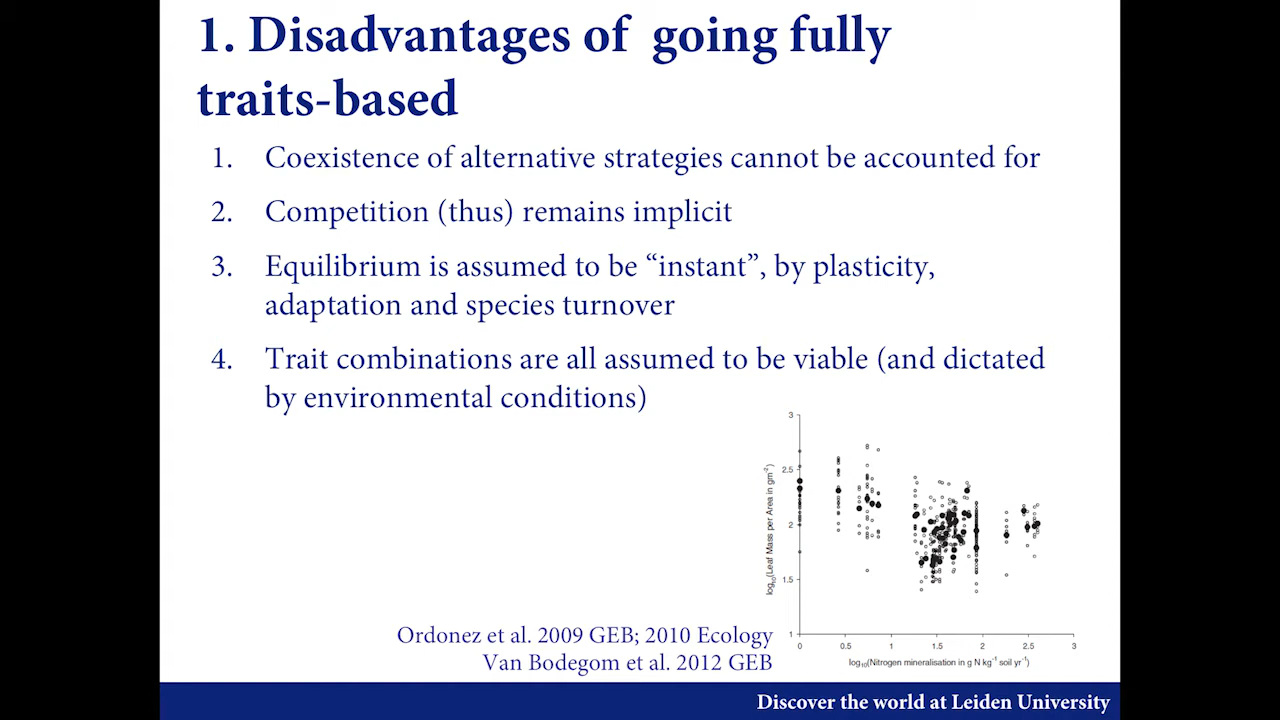 1. Disadvantages of going fully
traits-based
1. Coexistence of alternative strategies cannot be accounted for
2. Competition (thus) remains implicit
3. Equilibrium is assumed to be “instant”, by plasticity,
adaptation and species turnover
4. Trait combinations are all assumed to be viable (and dictated
by environmental conditions)
3
2.5
2
1.5
1
log10(Leaf Mass per Area in gm-2)
0 0.5 1 1.5 2 2.5 3
log10(Nitrogen mineralisation in g N kg-1 soil yr-1)
Ordonez et al. 2009 GEB; 2010 Ecology
Van Bodegom et al. 2012 GEB
Discover the world at Leiden University